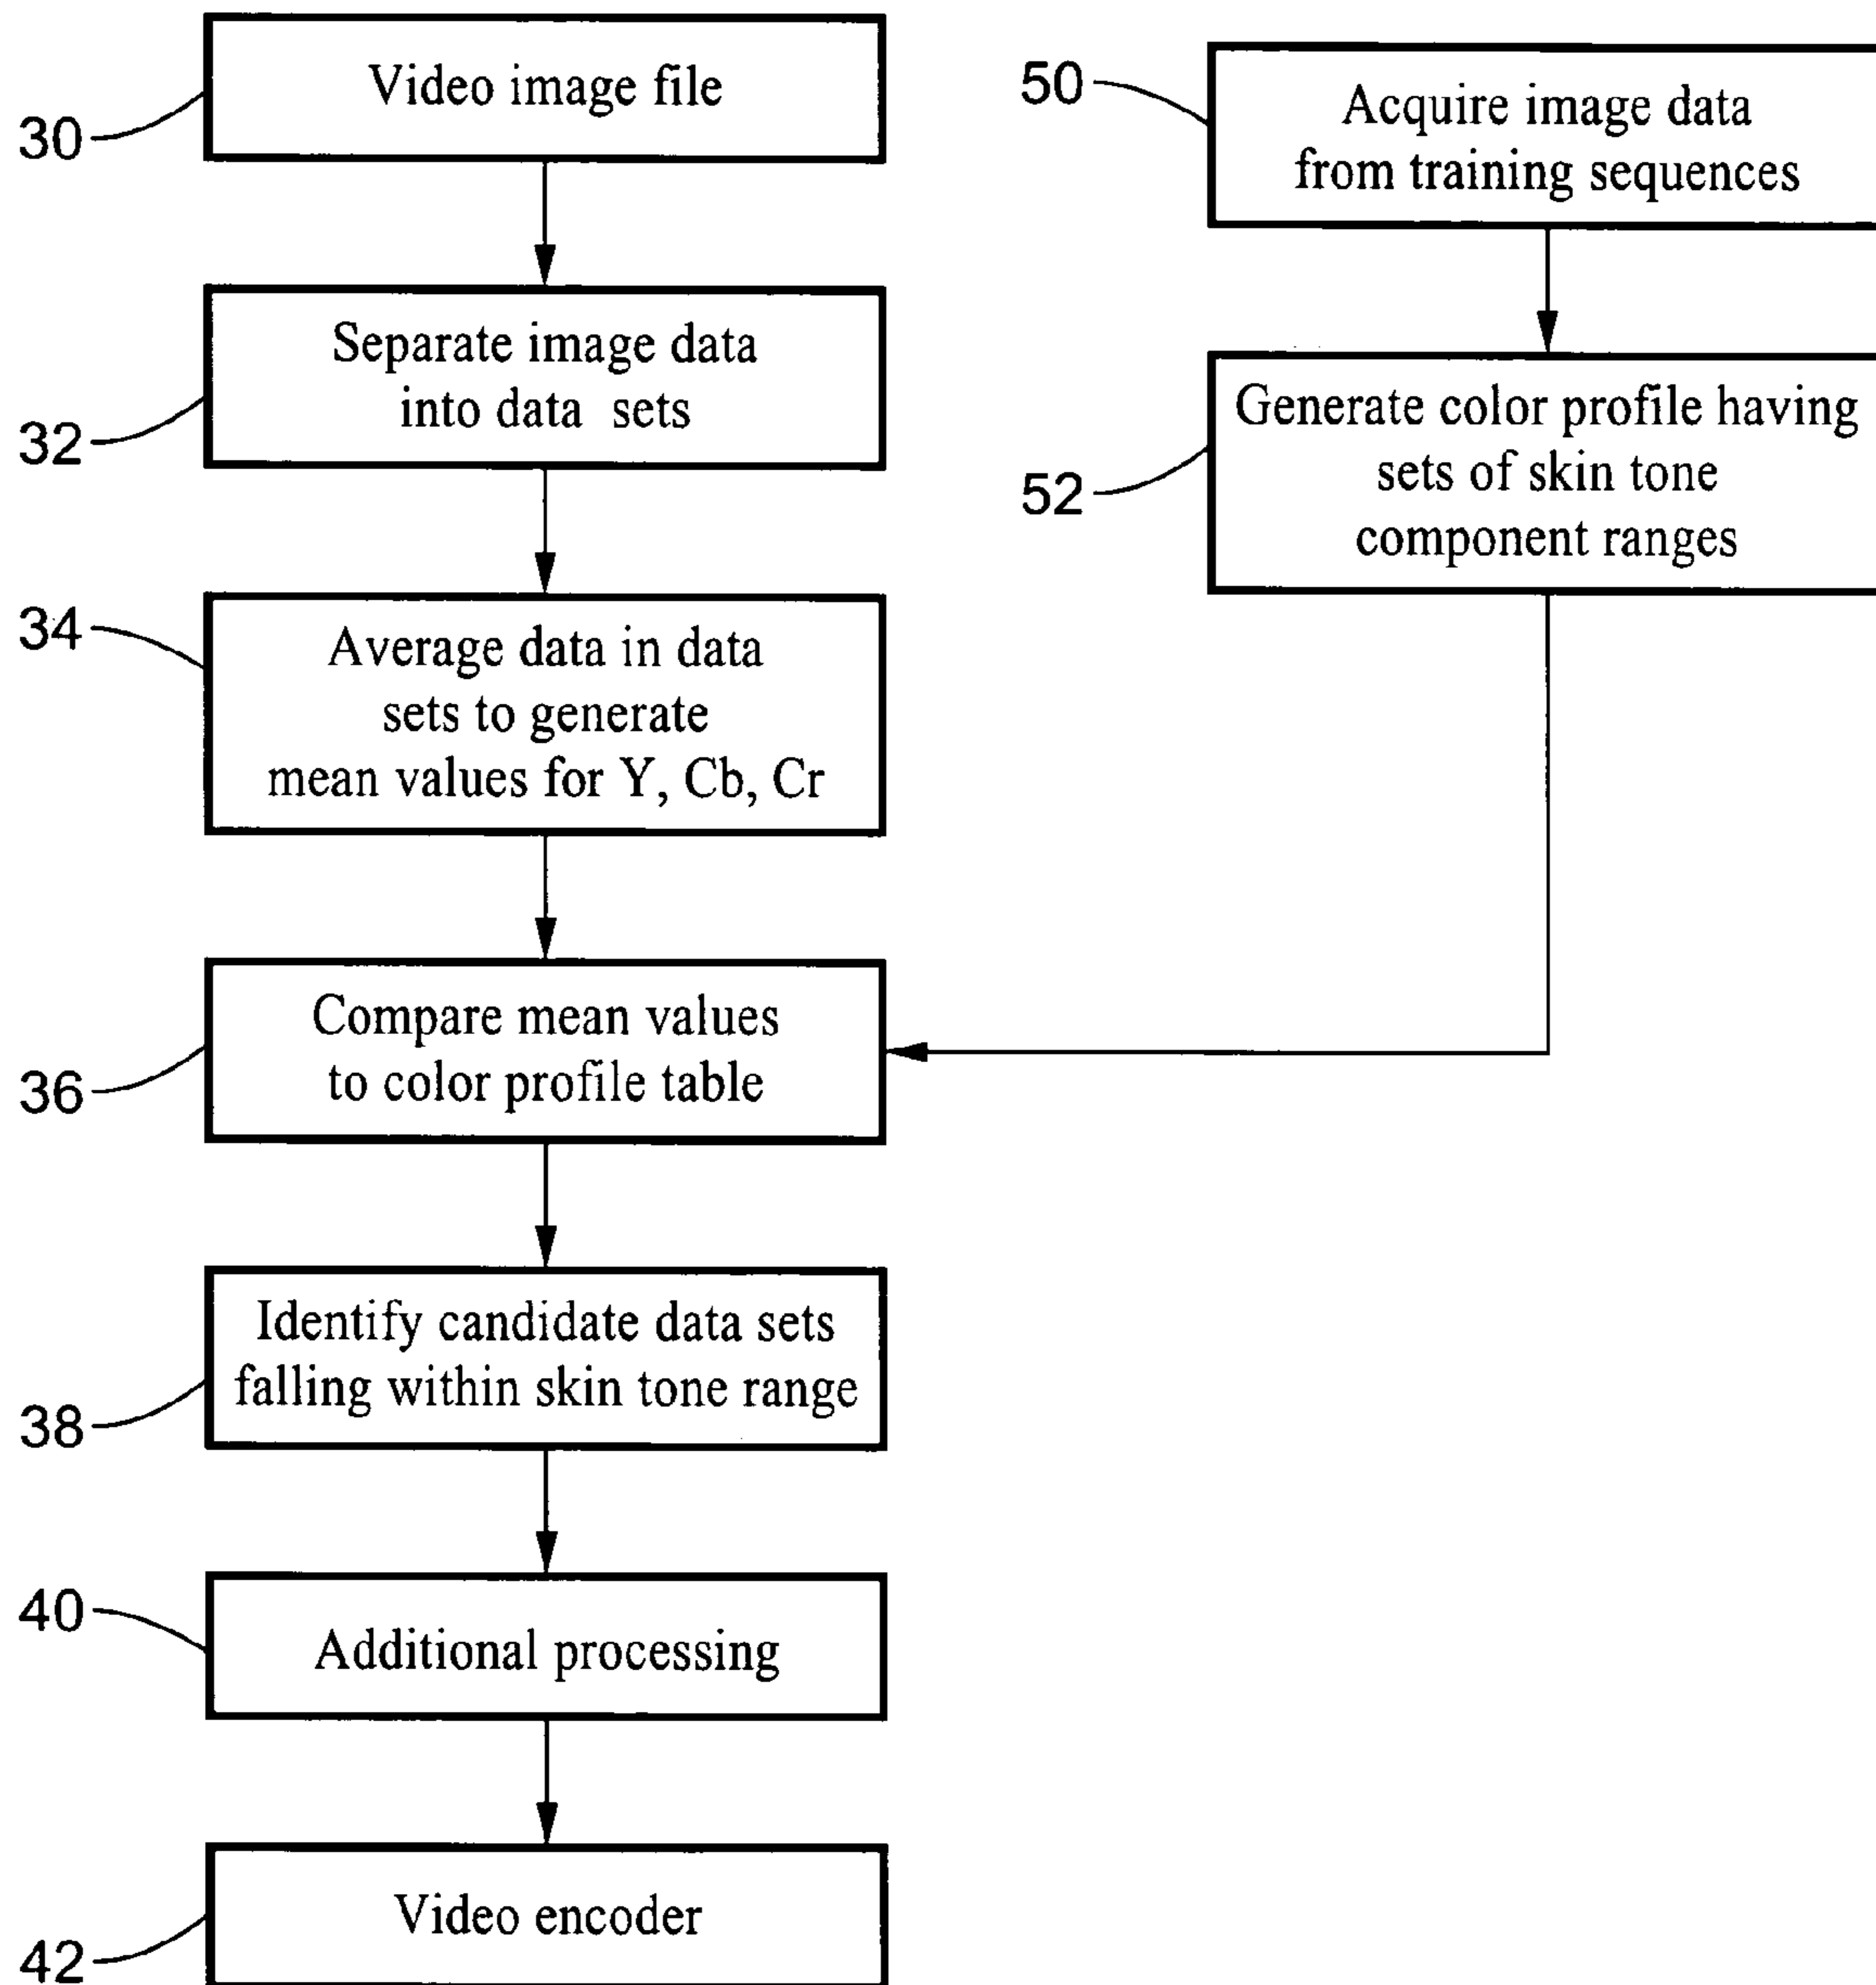 Video image file
30
Separate image data
into data sets
32
34
Average data in data
sets to generate
mean values for Y, Cb, Cr
Compare mean values
to color profile table
36
Identify candidate data sets
falling within skin tone range
38
40
Additional processing
Video encoder
42
50
Acquire image data
from training sequences
Generate color profile having
sets of skin tone
component ranges
52